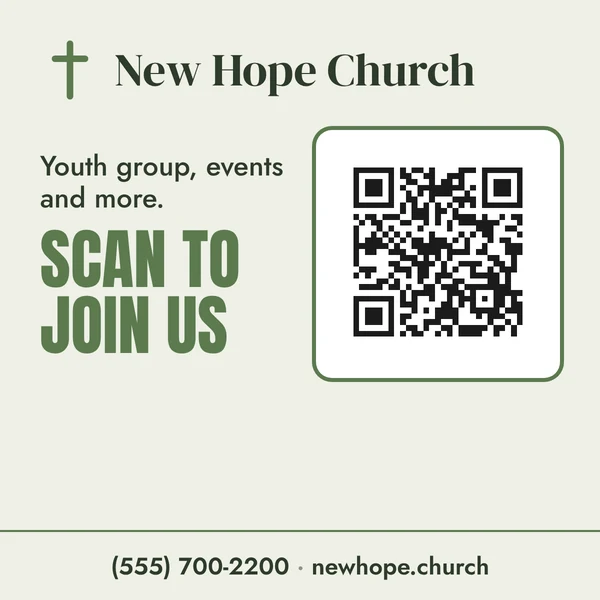 New Hope Church
Youth group, events
and more.
SCAN TO
JOIN US
(555) 700-2200 · newhope.church